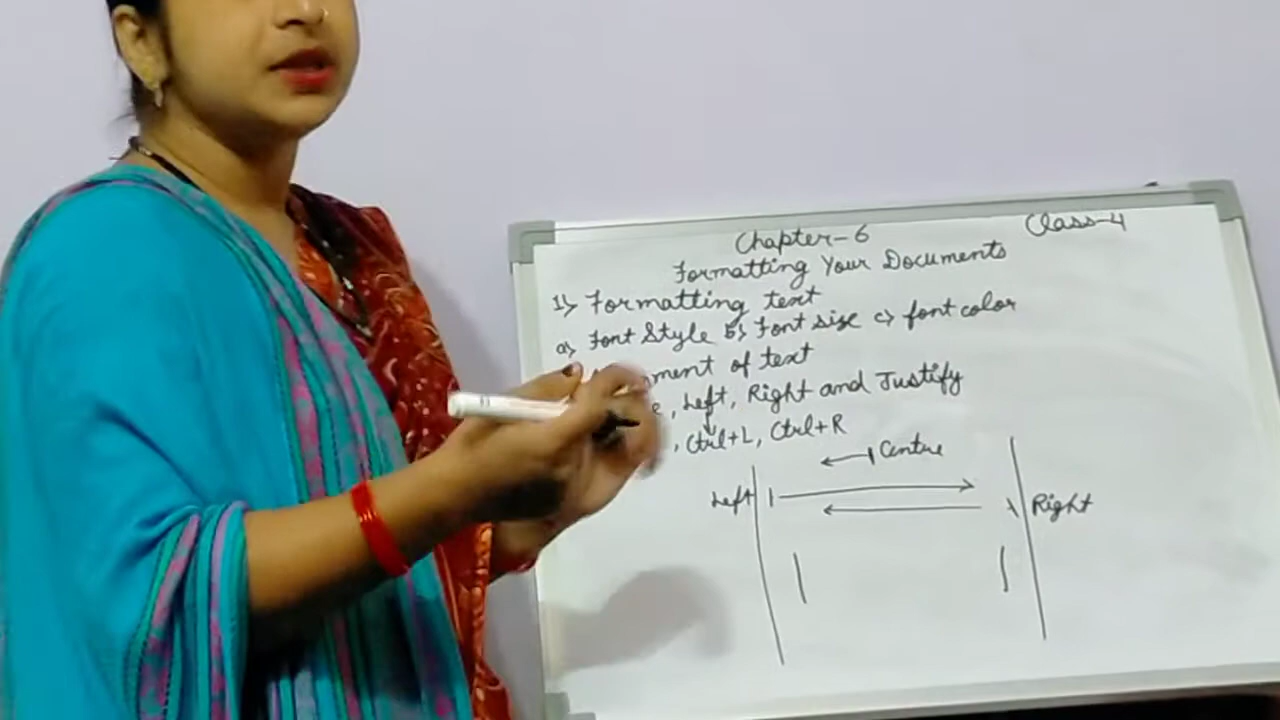 Chapter-6 Class-4
Formatting Your Documents
1) Formatting text
a) Font Style b) Font size c) font color
ment of text
e, Left, Right and Justify
, Ctrl+L, Ctrl+R
Centre
Left Right